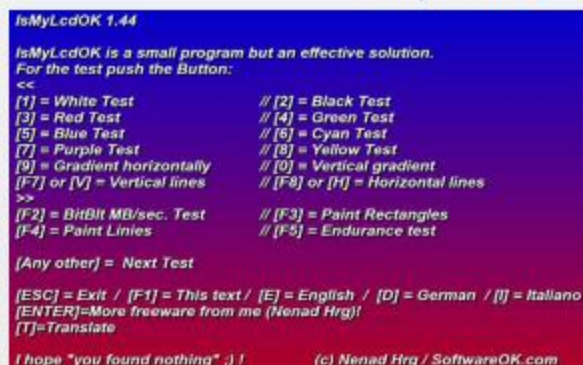 IsMyLcdOK 1.44
IsMyLcdOK is a small program but an effective solution.
For the test push the Button:
<<
[1] = White Test // [2] = Black Test
[3] = Red Test // [4] = Green Test
[5] = Blue Test // [6] = Cyan Test
[7] = Purple Test // [8] = Yellow Test
[9] = Gradient horizontally // [0] = Vertical gradient
[F7] or [V] = Vertical lines // [F8] or [H] = Horizontal lines
>>
[F2] = BitBlt MB/sec. Test // [F3] = Paint Rectangles
[F4] = Paint Linies // [F5] = Endurance test
[Any other] = Next Test
[ESC] = Exit / [F1] = This text / [E] = English / [D] = German / [I] = Italiano
[ENTER]=More freeware from me (Nenad Hrg)!
[T]=Translate
I hope "you found nothing" ;) ! (c) Nenad Hrg / SoftwareOK.com